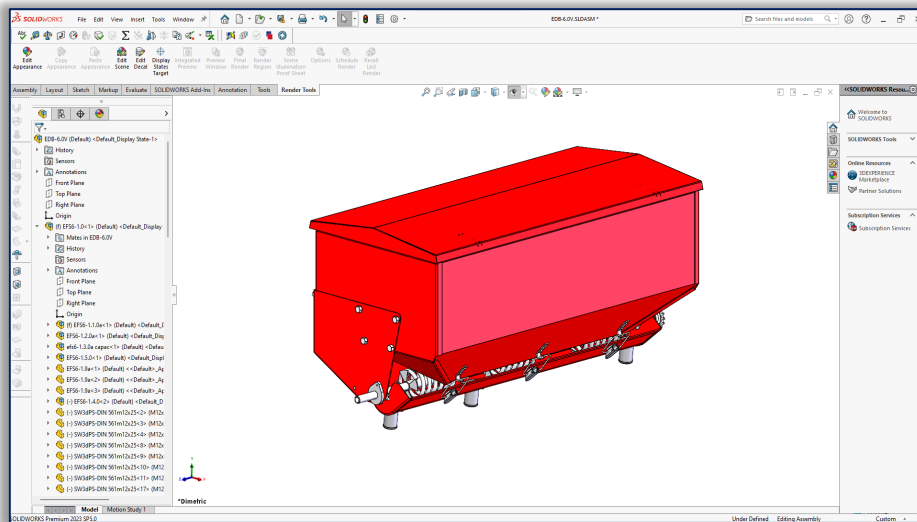 SOLIDWORKS File Edit View Insert Tools Window
EDB-6.0V.SLDASM *
Search files and models
Edit Appearance
Copy Appearance
Paste Appearance
Edit Scene
Edit Decal
Display States Target
Integrated Preview
Preview Window
Final Render
Render Region
Scene Illumination Proof Sheet
Options
Schedule Render
Recall Last Render
Assembly Layout Sketch Markup Evaluate SOLIDWORKS Add-Ins Annotation Tools Render Tools
EDB-6.0V (Default) <Default_Display State-1>
History
Sensors
Annotations
Front Plane
Top Plane
Right Plane
Origin
(f) EFS6-1.0<1> (Default) <Default_Display
Mates in EDB-6.0V
History
Sensors
Annotations
Front Plane
Top Plane
Right Plane
Origin
(f) EFS6-1.1.0a<1> (Default) <Default_[
EFS6-1.2.0a<1> (Default) <Default_Disp
efs6-1.3.0a capac<1> (Default) <Defau
EFS6-1.5.0<1> (Default) <Default_Displ
EFS6-1.9a<1> (Default) <<Default>_Ap
EFS6-1.9a<2> (Default) <<Default>_Ap
EFS6-1.9a<3> (Default) <<Default>_Ap
(-) EFS6-1.4.0<2> (Default) <Default_D
(-) SW3dPS-DIN 561m12x25<2> (M12x
(-) SW3dPS-DIN 561m12x25<3> (M12x
(-) SW3dPS-DIN 561m12x25<4> (M12x
(-) SW3dPS-DIN 561m12x25<8> (M12x
(-) SW3dPS-DIN 561m12x25<9> (M12x
(-) SW3dPS-DIN 561m12x25<10> (M12
(-) SW3dPS-DIN 561m12x25<11> (M12
(-) SW3dPS-DIN 561m12x25<17> (M12
Y
Z
X
*Dimetric
Model Motion Study 1
SOLIDWORKS Premium 2023 SP5.0
Under Defined Editing Assembly Custom
<<SOLIDWORKS Resou...
Welcome to SOLIDWORKS
SOLIDWORKS Tools
Online Resources
3DEXPERIENCE Marketplace
Partner Solutions
Subscription Services
Subscription Services